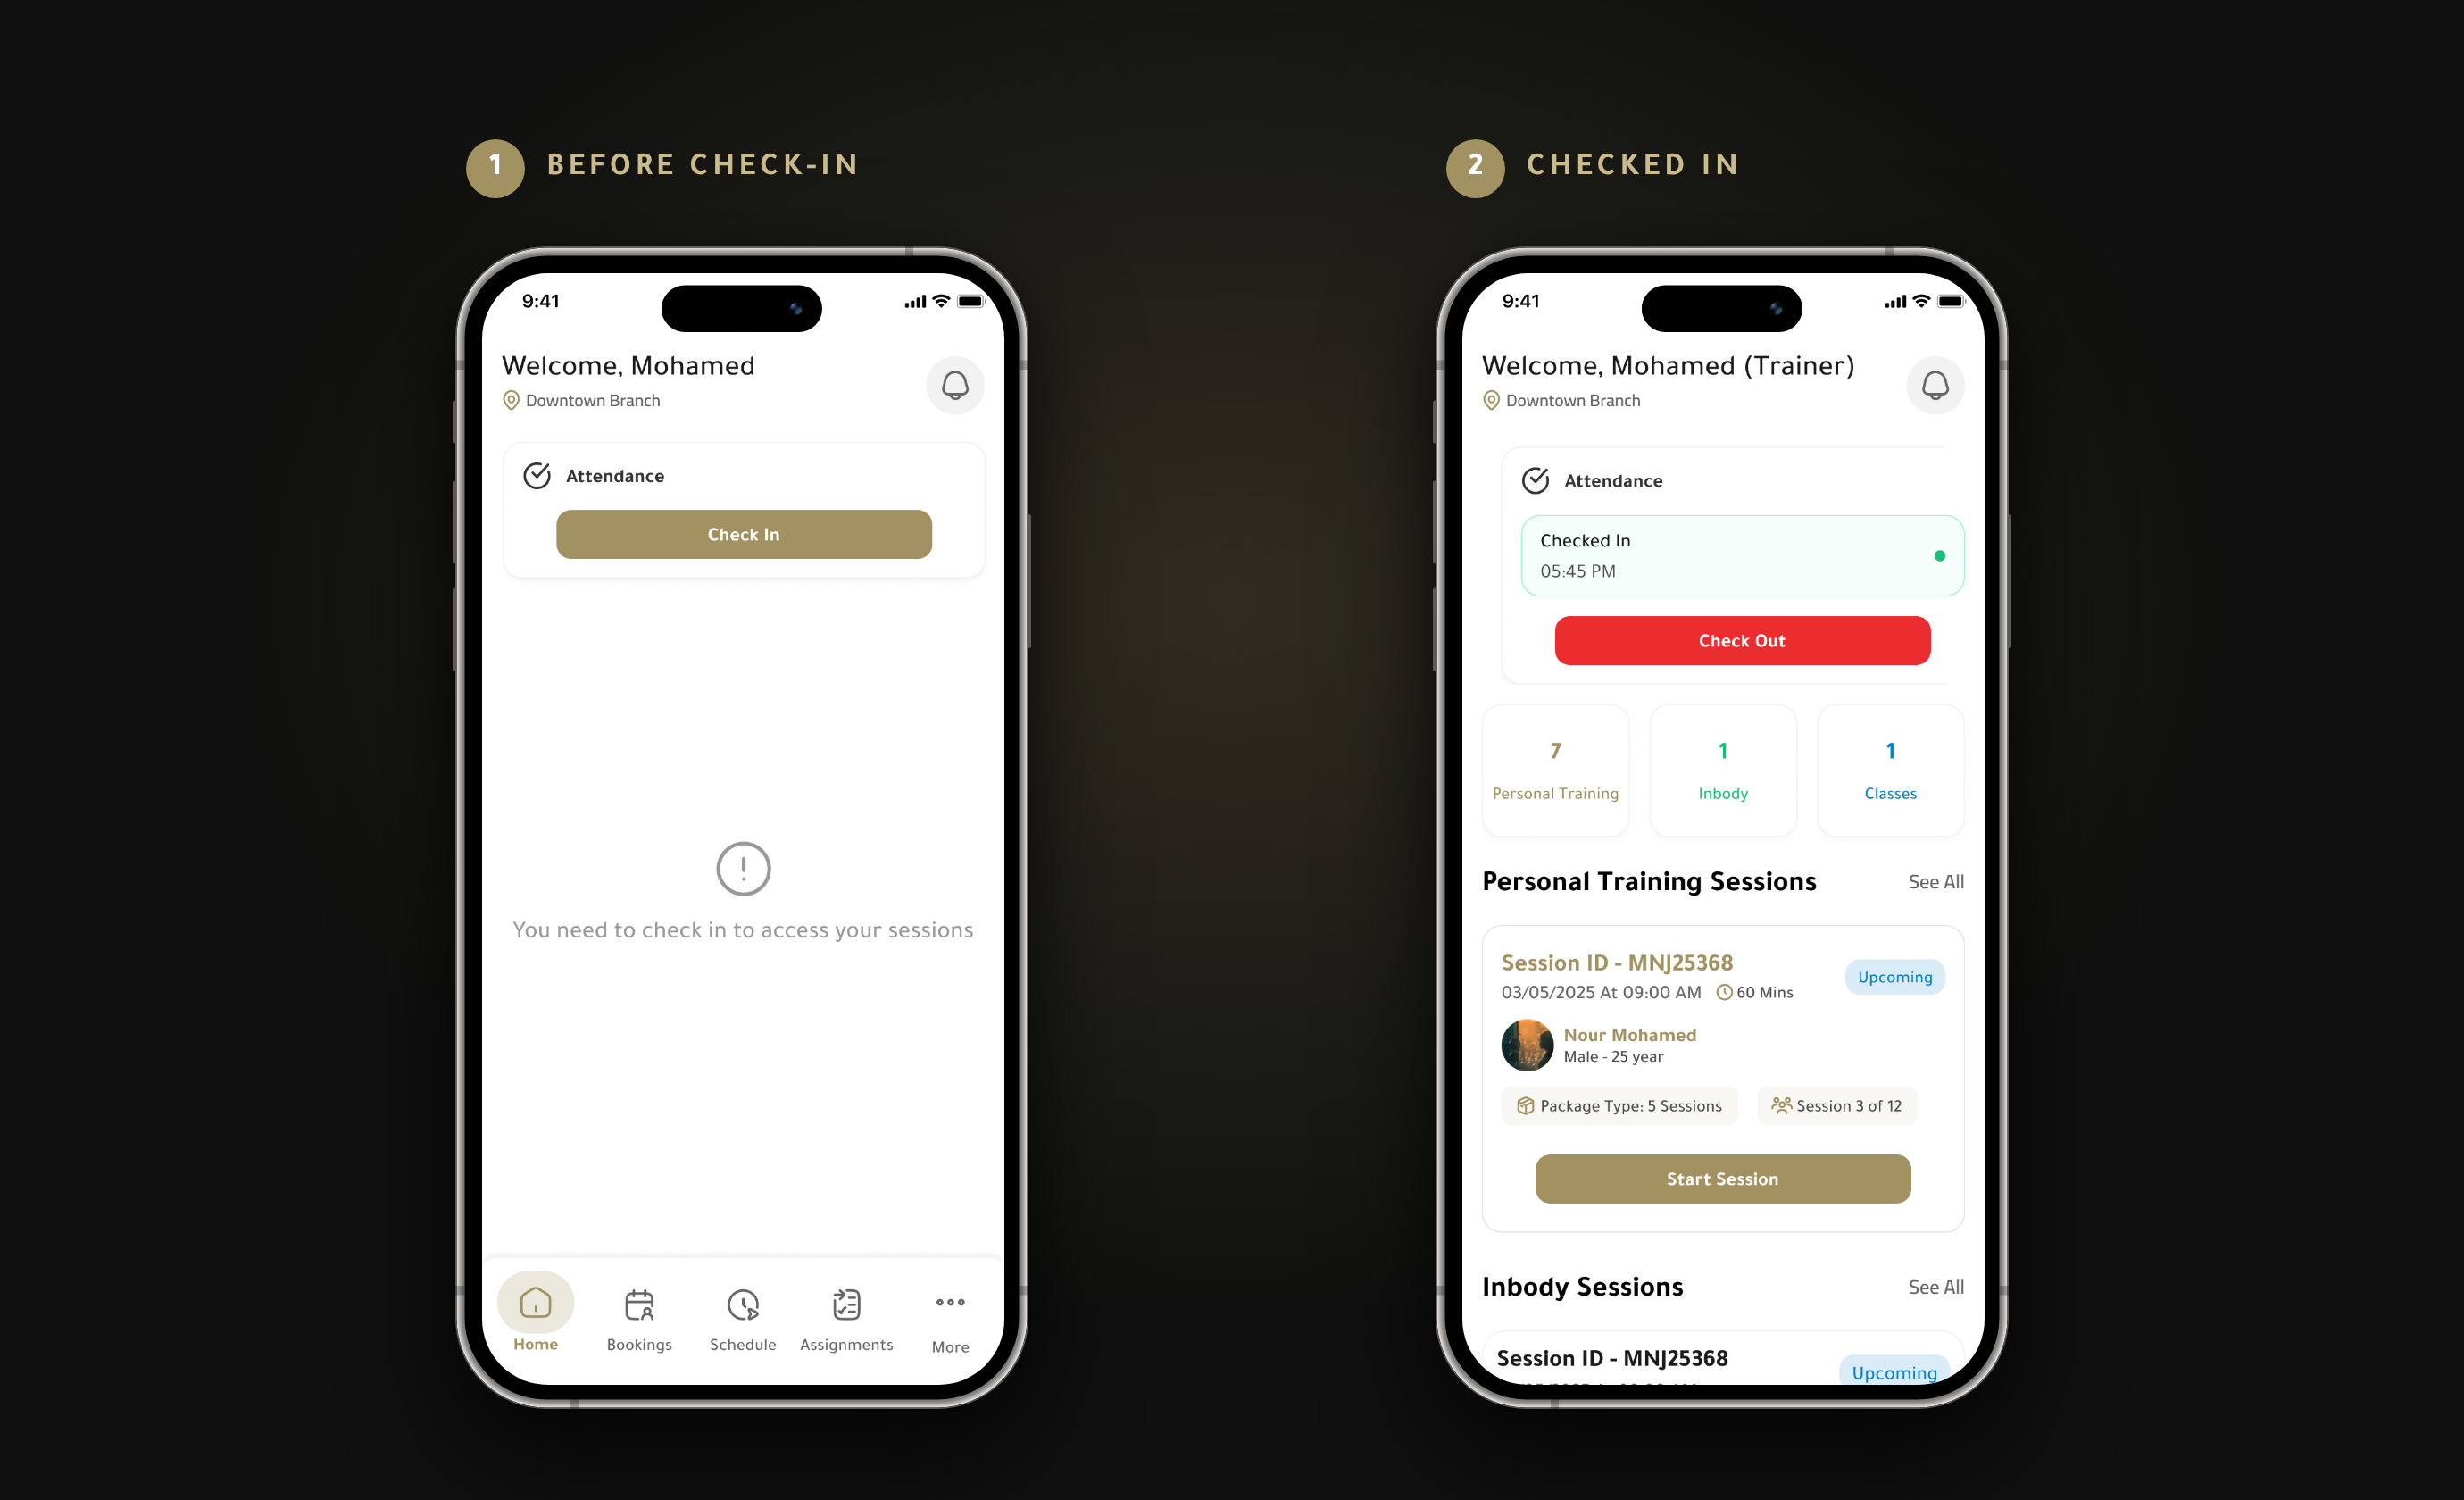 1 BEFORE CHECK-IN
9:41
Welcome, Mohamed
Downtown Branch
Attendance
Check In
You need to check in to access your sessions
Home
Bookings
Schedule
Assignments
More
2 CHECKED IN
9:41
Welcome, Mohamed (Trainer)
Downtown Branch
Attendance
Checked In
05:45 PM
Check Out
7
Personal Training
1
Inbody
1
Classes
Personal Training Sessions
See All
Session ID - MNJ25368
Upcoming
03/05/2025 At 09:00 AM
60 Mins
Nour Mohamed
Male - 25 year
Package Type: 5 Sessions
Session 3 of 12
Start Session
Inbody Sessions
See All
Session ID - MNJ25368
Upcoming